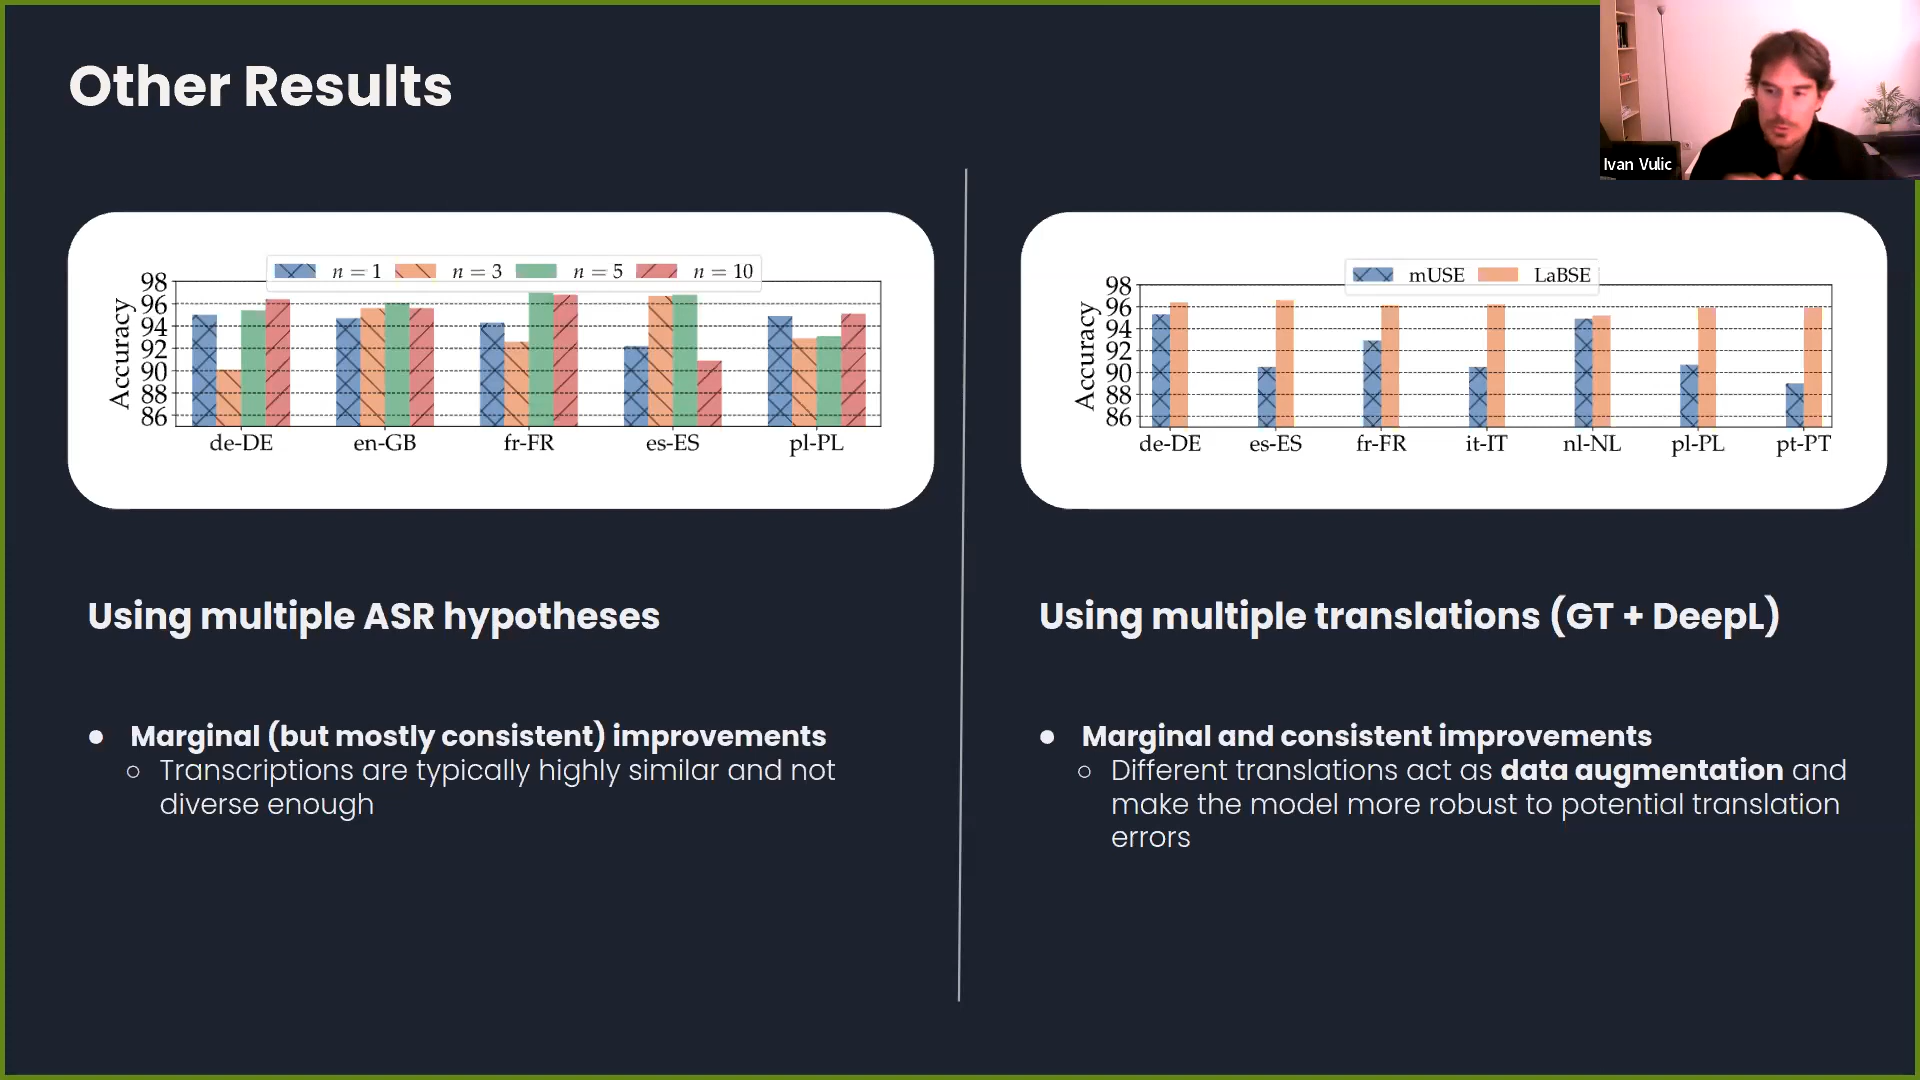 Other Results
Ivan Vulic
n = 1 n = 3 n = 5 n = 10
Accuracy
98
96
94
92
90
88
86
de-DE en-GB fr-FR es-ES pl-PL
mUSE LaBSE
Accuracy
98
96
94
92
90
88
86
de-DE es-ES fr-FR it-IT nl-NL pl-PL pt-PT
Using multiple ASR hypotheses
● Marginal (but mostly consistent) improvements
○ Transcriptions are typically highly similar and not
diverse enough
Using multiple translations (GT + DeepL)
● Marginal and consistent improvements
○ Different translations act as data augmentation and
make the model more robust to potential translation
errors